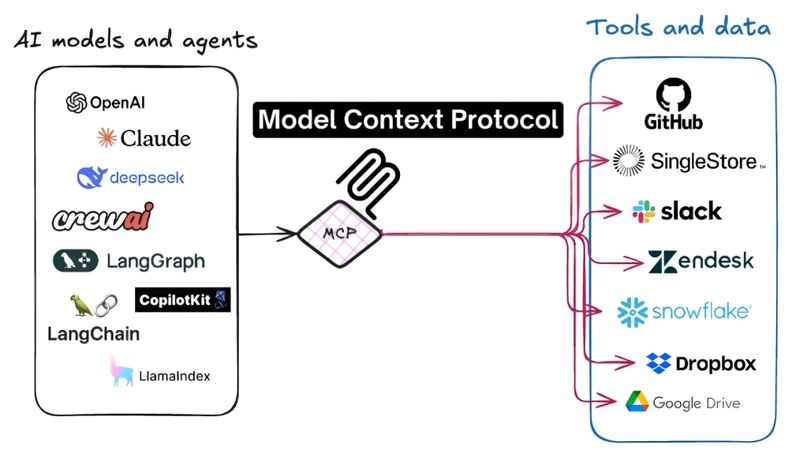 AI models and agents
Tools and data
OpenAI
Claude
deepseek
crewai
LangGraph
CopilotKit
LangChain
LlamaIndex
Model Context Protocol
MCP
GitHub
SingleStore™
slack
zendesk
snowflake®
Dropbox
Google Drive